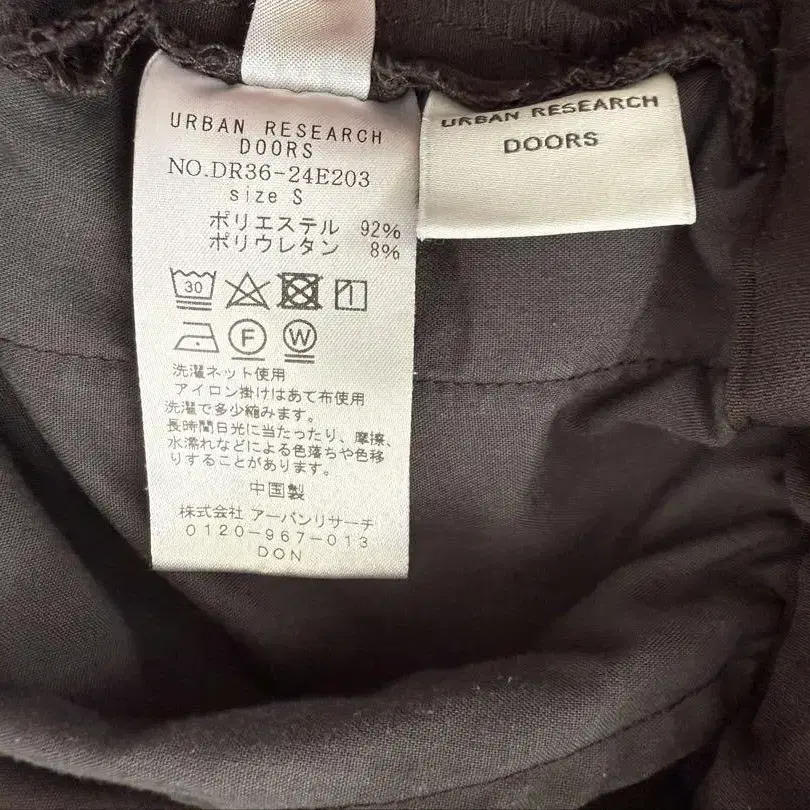 URBAN RESEARCH
DOORS
NO.DR36-24E203
size S
ポリエステル 92%
ポリウレタン 8%
30
F
W
洗濯ネット使用
アイロン掛けはあて布使用
洗濯で多少縮みます。
長時間日光に当たったり、摩擦、
水濡れなどによる色落ちや色移
りすることがあります。
中国製
株式会社 アーバンリサーチ
0120-967-013
DON
URBAN RESEARCH
DOORS